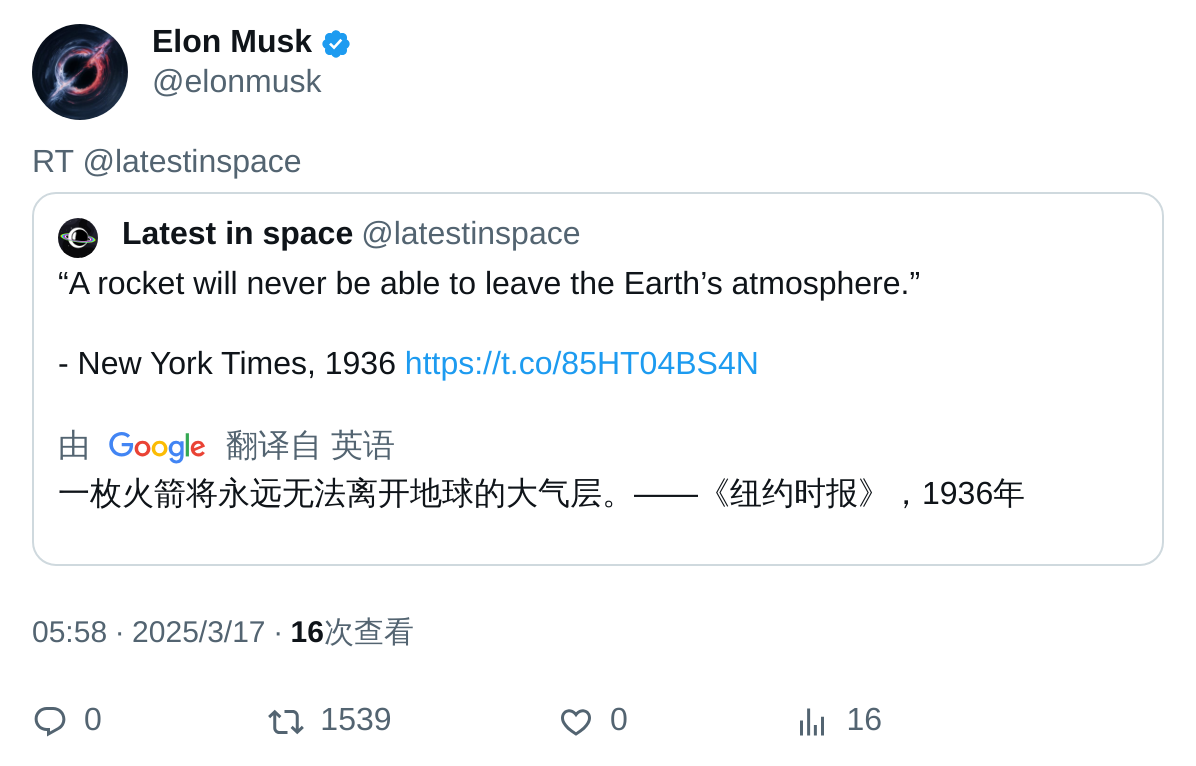 Elon Musk
@elonmusk
RT @latestinspace
Latest in space @latestinspace
“A rocket will never be able to leave the Earth’s atmosphere.”
- New York Times, 1936 https://t.co/85HT04BS4N
由 Google 翻译自 英语
一枚火箭将永远无法离开地球的大气层。——《纽约时报》，1936年
05:58 · 2025/3/17 · 16次查看
0 1539 0 16